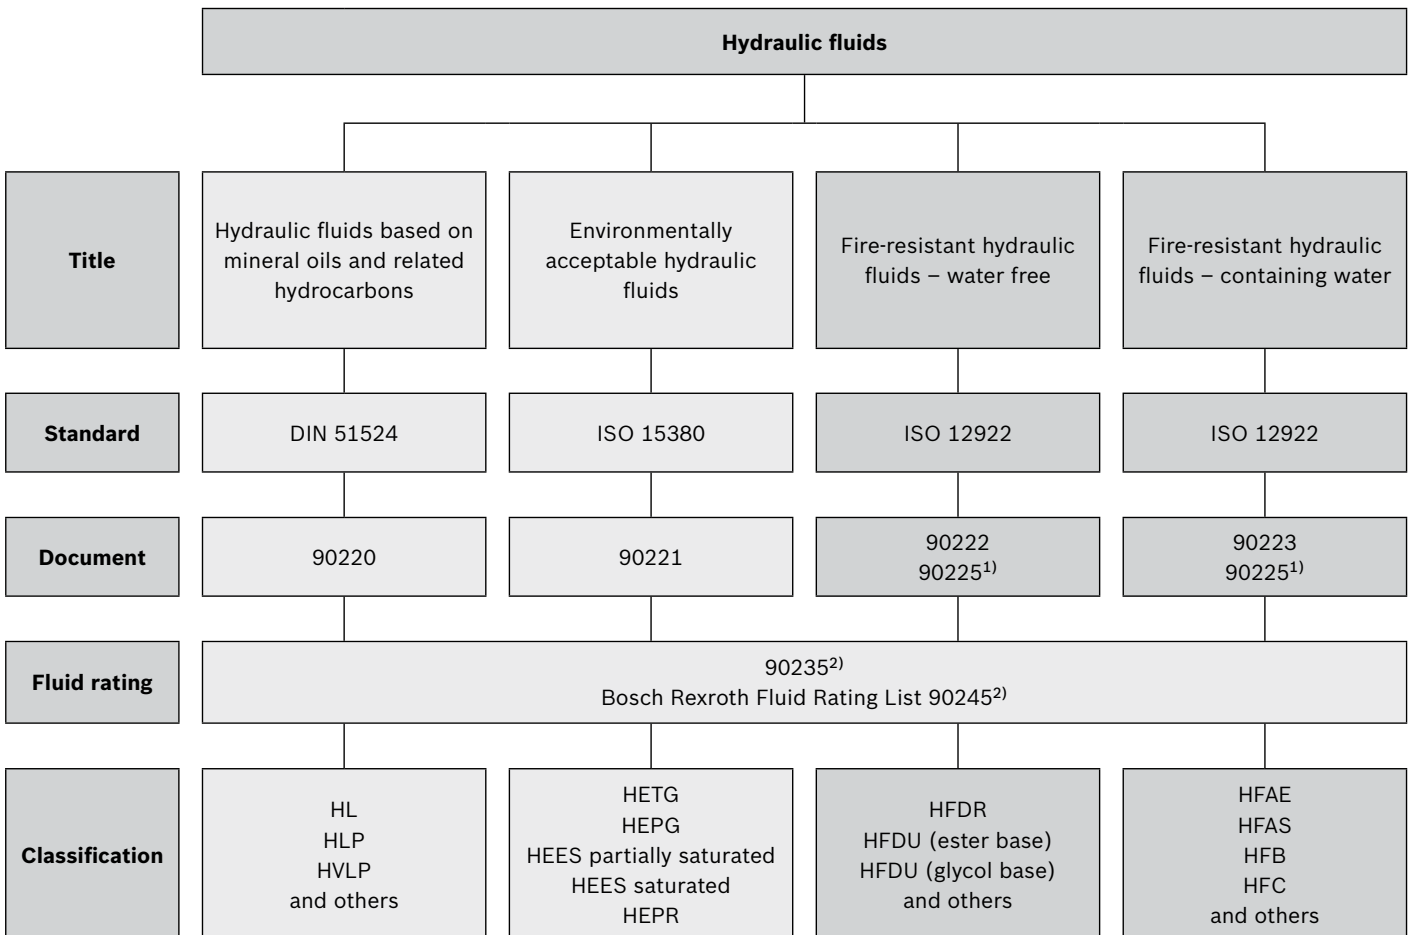 Hydraulic fluids
Title
Hydraulic fluids based on
mineral oils and related
hydrocarbons
Environmentally
acceptable hydraulic
fluids
Fire-resistant hydraulic
fluids – water free
Fire-resistant hydraulic
fluids – containing water
Standard
DIN 51524
ISO 15380
ISO 12922
ISO 12922
Document
90220
90221
90222
90225¹⁾
90223
90225¹⁾
Fluid rating
90235²⁾
Bosch Rexroth Fluid Rating List 90245²⁾
Classification
HL
HLP
HVLP
and others
HETG
HEPG
HEES partially saturated
HEES saturated
HEPR
HFDR
HFDU (ester base)
HFDU (glycol base)
and others
HFAE
HFAS
HFB
HFC
and others